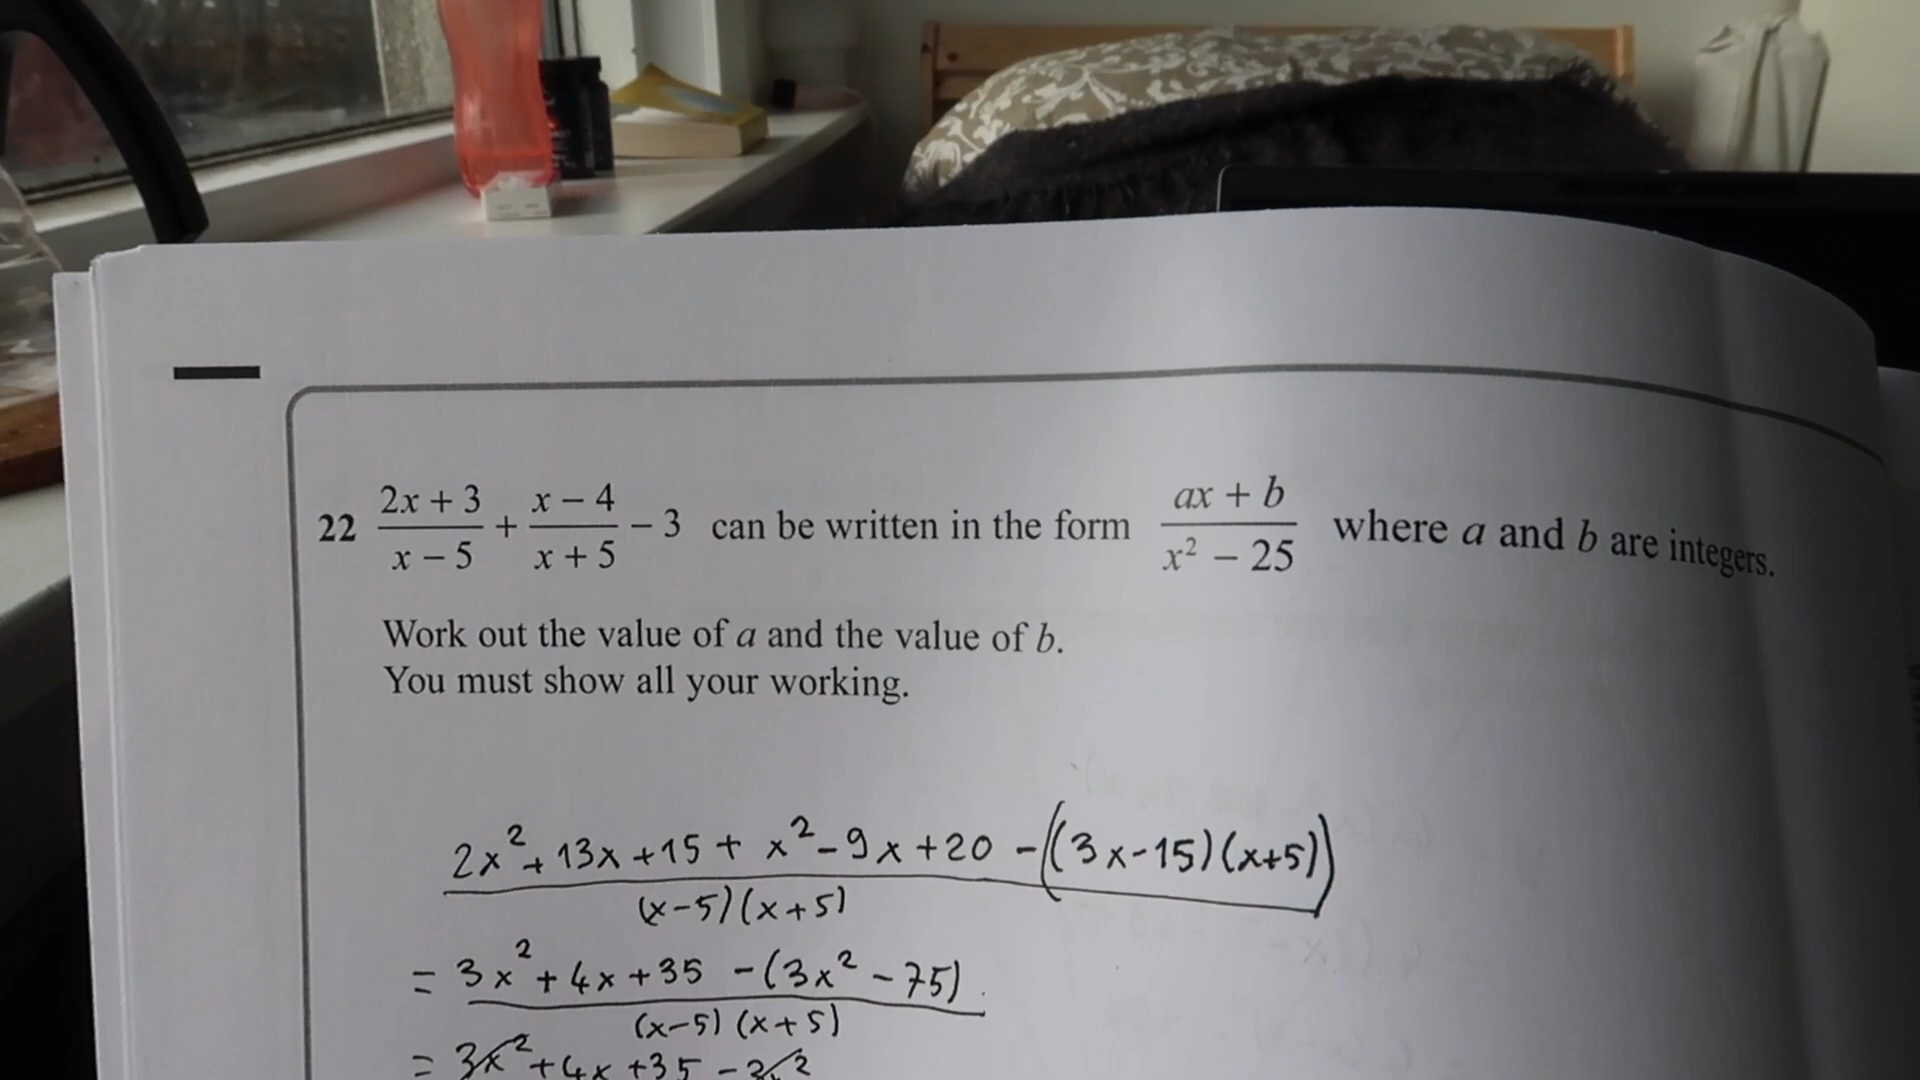 22 (2x + 3)/(x − 5) + (x − 4)/(x + 5) − 3 can be written in the form (ax + b)/(x² − 25) where a and b are integers.
Work out the value of a and the value of b.
You must show all your working.
2x² + 13x + 15 + x² − 9x + 20 − ((3x − 15)(x + 5))
(x − 5)(x + 5)
= 3x² + 4x + 35 − (3x² − 75)
(x − 5)(x + 5)
= 3x² + 4x + 35 − 3x²